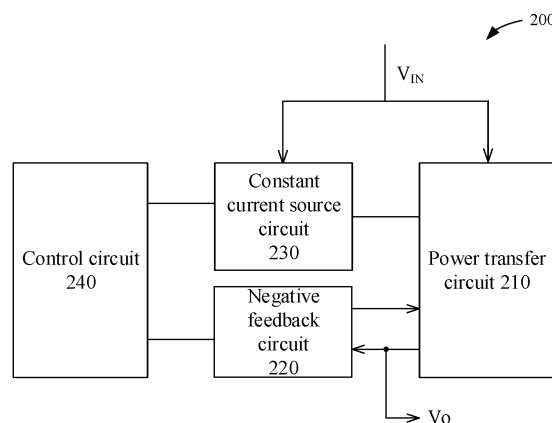 200
V_IN
Constant
current source
circuit
230
Control circuit
240
Power transfer
circuit 210
Negative
feedback
circuit
220
Vo